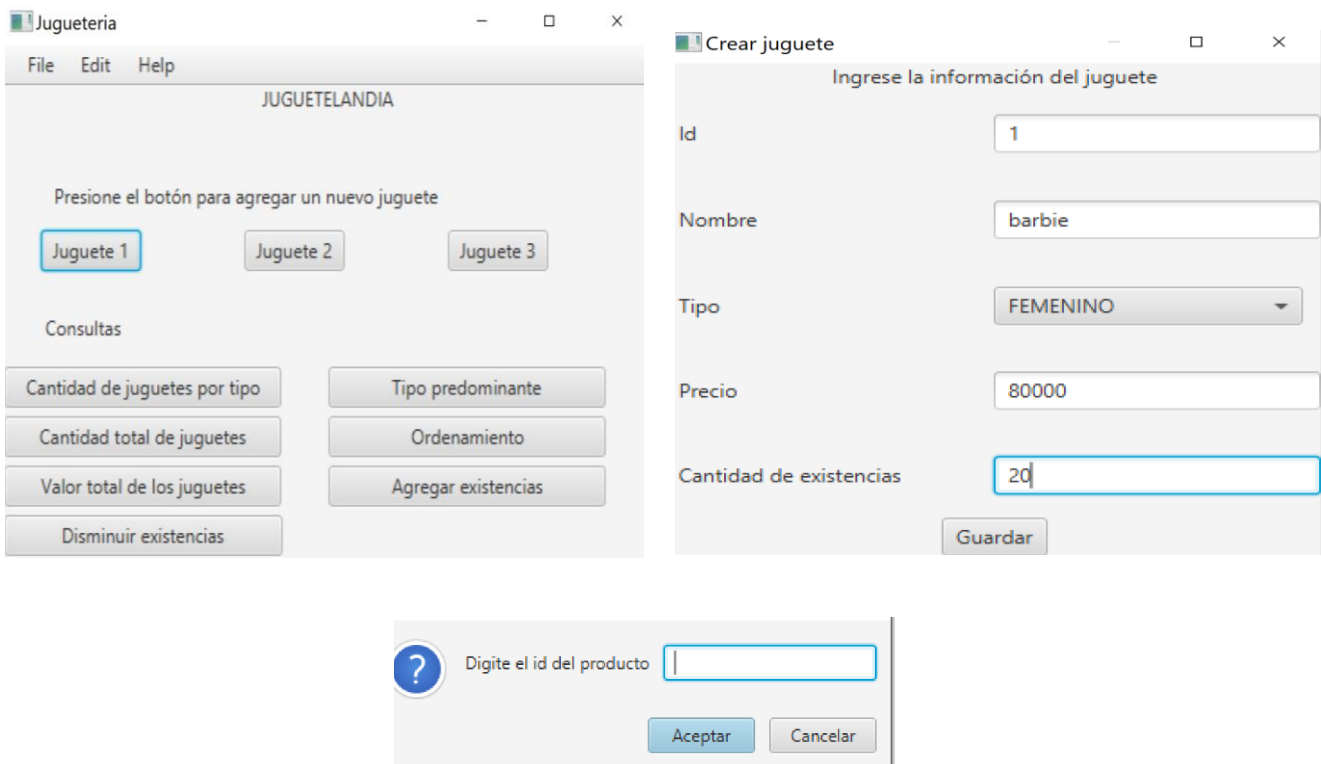 Jugueteria
File Edit Help
JUGUETELANDIA
Presione el botón para agregar un nuevo juguete
Juguete 1 Juguete 2 Juguete 3
Consultas
Cantidad de juguetes por tipo Tipo predominante
Cantidad total de juguetes Ordenamiento
Valor total de los juguetes Agregar existencias
Disminuir existencias
Crear juguete
Ingrese la información del juguete
Id 1
Nombre barbie
Tipo FEMENINO
Precio 80000
Cantidad de existencias 20
Guardar
? Digite el id del producto
Aceptar Cancelar